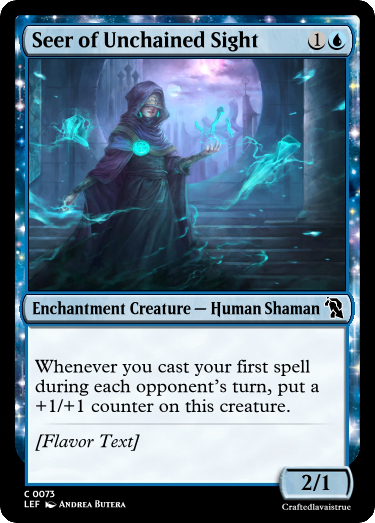 Seer of Unchained Sight 1
Enchantment Creature — Human Shaman
Whenever you cast your first spell
during each opponent's turn, put a
+1/+1 counter on this creature.
[Flavor Text]
2/1
C 0073
LEF Andrea Butera
Craftedlavaistrue